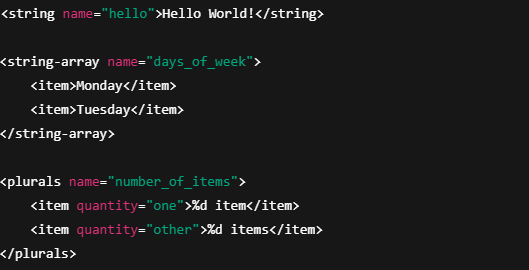 <string name="hello">Hello World!</string>
<string-array name="days_of_week">
<item>Monday</item>
<item>Tuesday</item>
</string-array>
<plurals name="number_of_items">
<item quantity="one">%d item</item>
<item quantity="other">%d items</item>
</plurals>